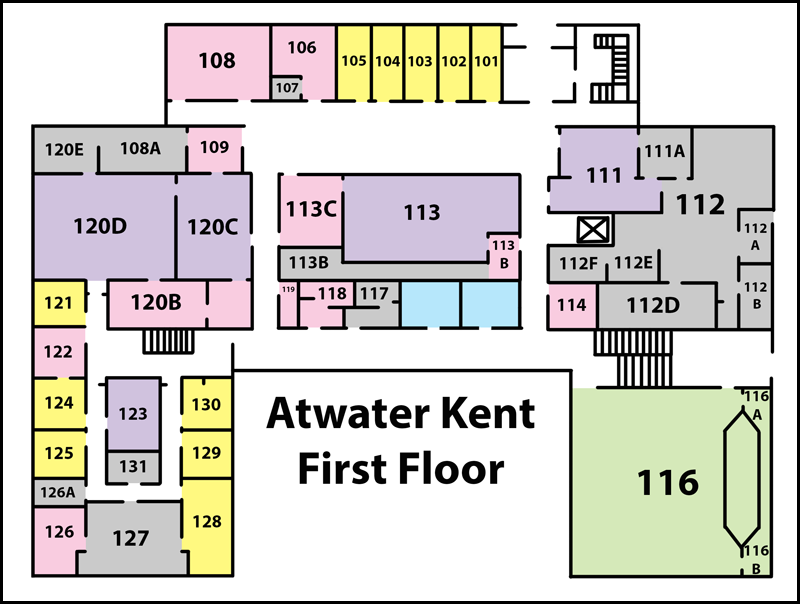 108
106
107
105
104
103
102
101
120E
108A
109
111
111A
112
120D
120C
113C
113
112
A
113
B
113B
112F
112E
112
B
121
120B
119
118
117
114
112D
122
124
123
130
116
A
Atwater Kent
First Floor
125
131
129
116
126A
126
127
128
116
B